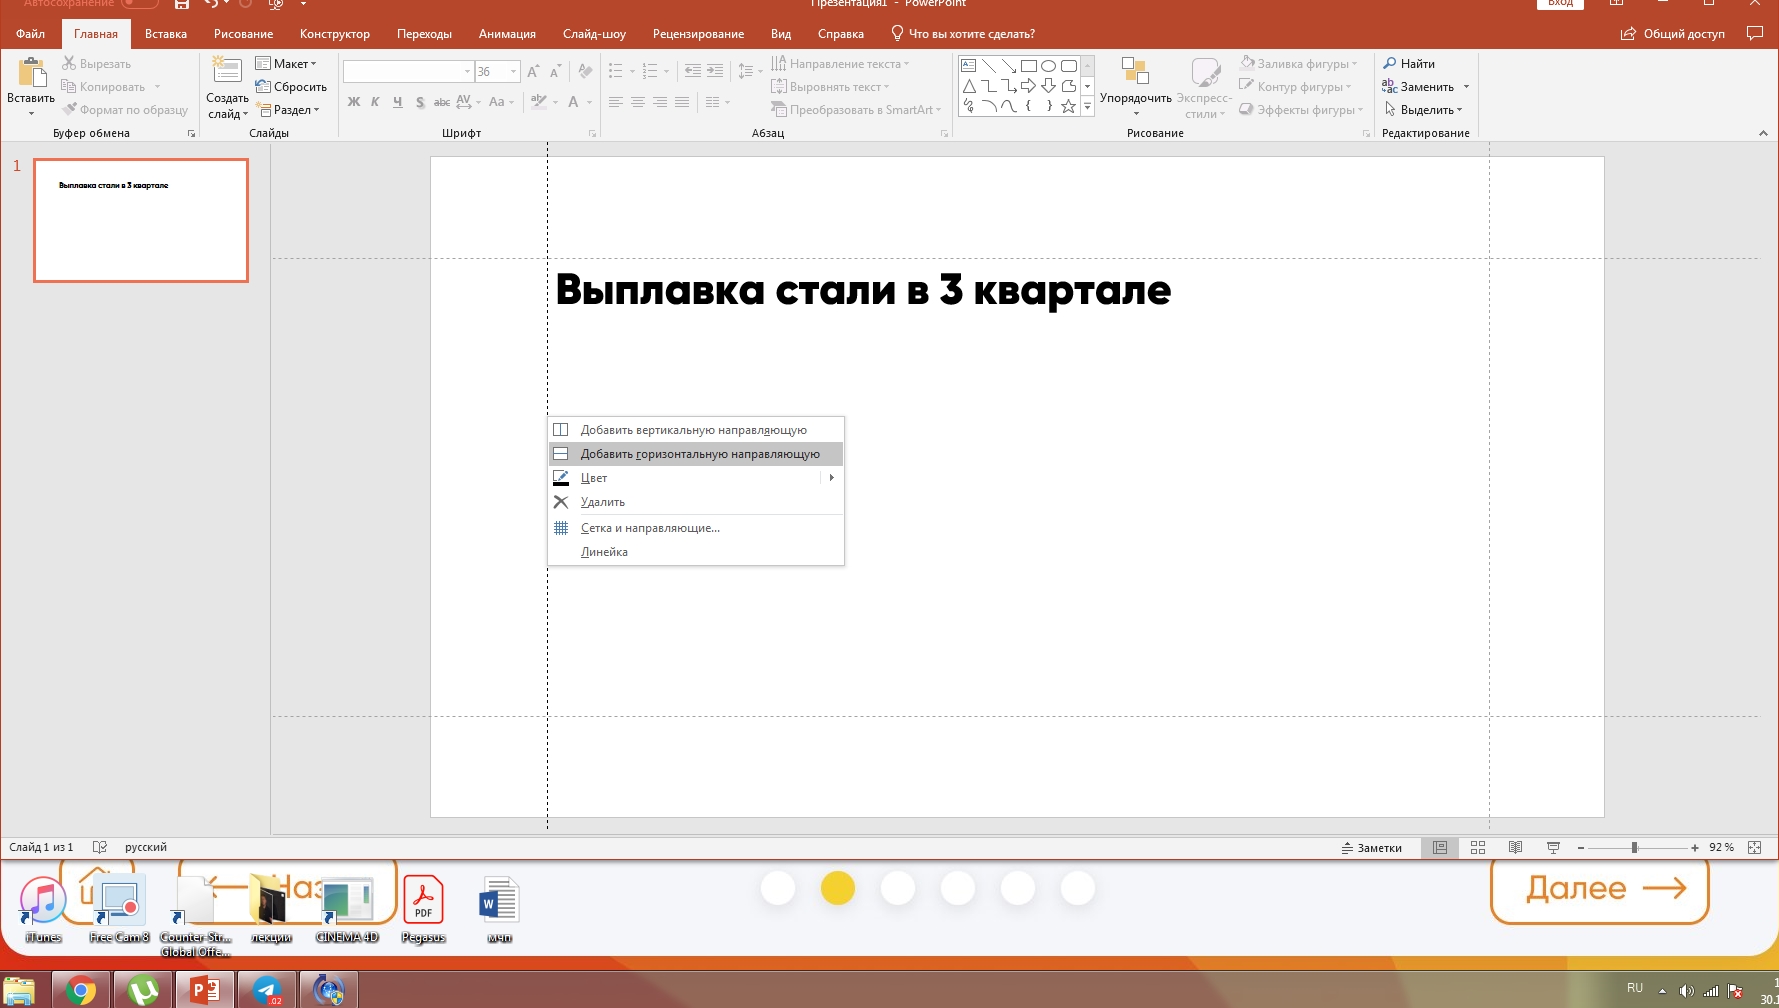 Автосохранение
Презентация1 - PowerPoint
Вход
Файл
Главная
Вставка
Рисование
Конструктор
Переходы
Анимация
Слайд-шоу
Рецензирование
Вид
Справка
Что вы хотите сделать?
Общий доступ
Вставить
Вырезать
Копировать
Формат по образцу
Буфер обмена
Создать
слайд
Макет
Сбросить
Раздел
Слайды
36
Ж К Ч S abc AV Aa
A
Шрифт
Направление текста
Выровнять текст
Преобразовать в SmartArt
Абзац
Упорядочить
Экспресс-
стили
Заливка фигуры
Контур фигуры
Эффекты фигуры
Рисование
Найти
Заменить
Выделить
Редактирование
1
Выплавка стали в 3 квартале
Выплавка стали в 3 квартале
Добавить вертикальную направляющую
Добавить горизонтальную направляющую
Цвет
Удалить
Сетка и направляющие...
Линейка
Слайд 1 из 1
русский
Заметки
92 %
Наз
Далее
PDF
iTunes
Free Cam 8
Counter-Str...
Global Offe...
лекции
CINEMA 4D
Pegasus
мчп
.02
RU